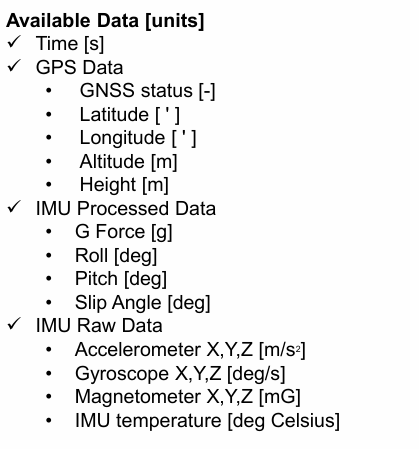 Available Data [units]
✓ Time [s]
✓ GPS Data
• GNSS status [-]
• Latitude [ ' ]
• Longitude [ ' ]
• Altitude [m]
• Height [m]
✓ IMU Processed Data
• G Force [g]
• Roll [deg]
• Pitch [deg]
• Slip Angle [deg]
✓ IMU Raw Data
• Accelerometer X,Y,Z [m/s²]
• Gyroscope X,Y,Z [deg/s]
• Magnetometer X,Y,Z [mG]
• IMU temperature [deg Celsius]